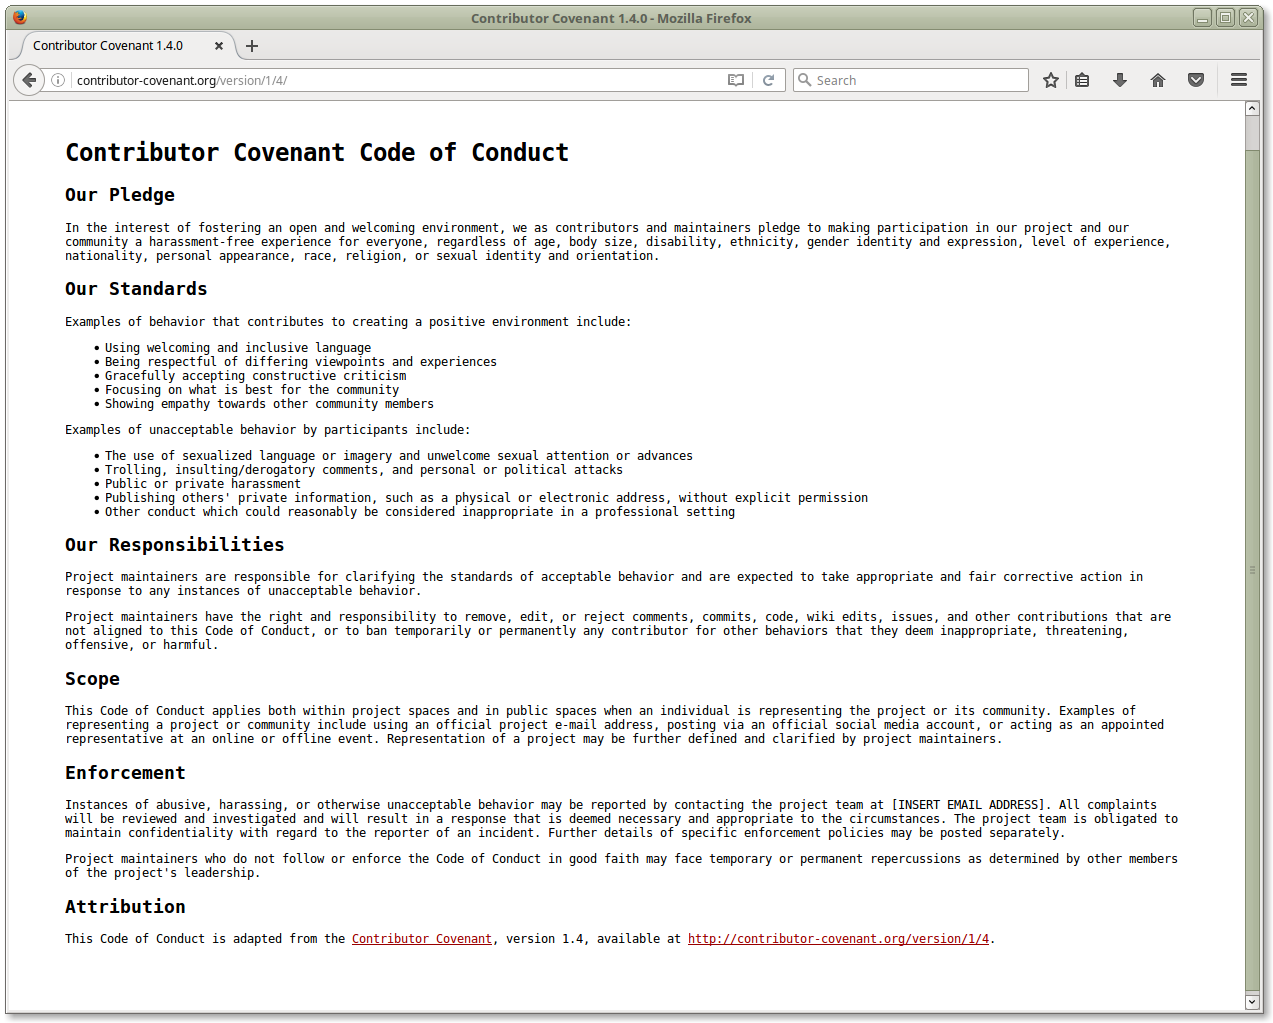 Contributor Covenant 1.4.0 - Mozilla Firefox
Contributor Covenant 1.4.0
contributor-covenant.org/version/1/4/
Search
Contributor Covenant Code of Conduct
Our Pledge
In the interest of fostering an open and welcoming environment, we as contributors and maintainers pledge to making participation in our project and our
community a harassment-free experience for everyone, regardless of age, body size, disability, ethnicity, gender identity and expression, level of experience,
nationality, personal appearance, race, religion, or sexual identity and orientation.
Our Standards
Examples of behavior that contributes to creating a positive environment include:
• Using welcoming and inclusive language
• Being respectful of differing viewpoints and experiences
• Gracefully accepting constructive criticism
• Focusing on what is best for the community
• Showing empathy towards other community members
Examples of unacceptable behavior by participants include:
• The use of sexualized language or imagery and unwelcome sexual attention or advances
• Trolling, insulting/derogatory comments, and personal or political attacks
• Public or private harassment
• Publishing others' private information, such as a physical or electronic address, without explicit permission
• Other conduct which could reasonably be considered inappropriate in a professional setting
Our Responsibilities
Project maintainers are responsible for clarifying the standards of acceptable behavior and are expected to take appropriate and fair corrective action in
response to any instances of unacceptable behavior.
Project maintainers have the right and responsibility to remove, edit, or reject comments, commits, code, wiki edits, issues, and other contributions that are
not aligned to this Code of Conduct, or to ban temporarily or permanently any contributor for other behaviors that they deem inappropriate, threatening,
offensive, or harmful.
Scope
This Code of Conduct applies both within project spaces and in public spaces when an individual is representing the project or its community. Examples of
representing a project or community include using an official project e-mail address, posting via an official social media account, or acting as an appointed
representative at an online or offline event. Representation of a project may be further defined and clarified by project maintainers.
Enforcement
Instances of abusive, harassing, or otherwise unacceptable behavior may be reported by contacting the project team at [INSERT EMAIL ADDRESS]. All complaints
will be reviewed and investigated and will result in a response that is deemed necessary and appropriate to the circumstances. The project team is obligated to
maintain confidentiality with regard to the reporter of an incident. Further details of specific enforcement policies may be posted separately.
Project maintainers who do not follow or enforce the Code of Conduct in good faith may face temporary or permanent repercussions as determined by other members
of the project's leadership.
Attribution
This Code of Conduct is adapted from the Contributor Covenant, version 1.4, available at http://contributor-covenant.org/version/1/4.